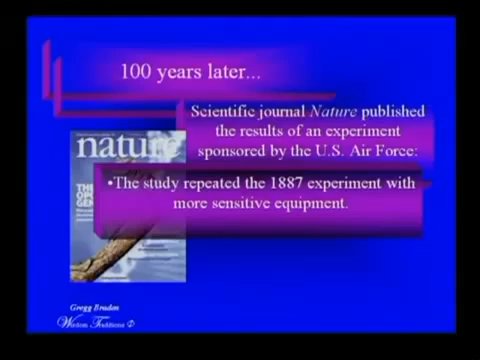 100 years later...
Scientific journal Nature published
the results of an experiment
sponsored by the U.S. Air Force:
nature
•The study repeated the 1887 experiment with
more sensitive equipment.
Gregg Braden
Wisdom Traditions